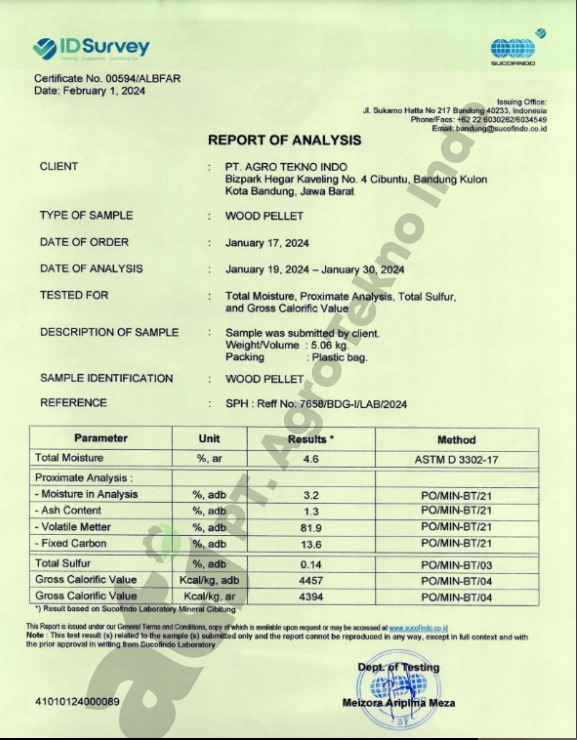 IDSurvey
SUCOFINDO
Certificate No. 00594/ALBFAR
Date: February 1, 2024
Issuing Office:
Jl. Sukarno Hatta No 217 Bandung 40233, Indonesia
Phone/Facs: +62 22 6030262/6034549
Email: bandung@sucofindo.co.id
REPORT OF ANALYSIS
CLIENT : PT. AGRO TEKNO INDO
Bizpark Hegar Kaveling No. 4 Cibuntu, Bandung Kulon
Kota Bandung, Jawa Barat
TYPE OF SAMPLE : WOOD PELLET
DATE OF ORDER : January 17, 2024
DATE OF ANALYSIS : January 19, 2024 – January 30, 2024
TESTED FOR : Total Moisture, Proximate Analysis, Total Sulfur,
and Gross Calorific Value
DESCRIPTION OF SAMPLE : Sample was submitted by client.
Weight/Volume : 5.06 kg.
Packing : Plastic bag.
SAMPLE IDENTIFICATION : WOOD PELLET
REFERENCE : SPH : Reff No. 7658/BDG-I/LAB/2024
Parameter Unit Results * Method
Total Moisture %, ar 4.6 ASTM D 3302-17
Proximate Analysis :
- Moisture in Analysis %, adb 3.2 PO/MIN-BT/21
- Ash Content %, adb 1.3 PO/MIN-BT/21
- Volatile Metter %, adb 81.9 PO/MIN-BT/21
- Fixed Carbon %, adb 13.6 PO/MIN-BT/21
Total Sulfur %, adb 0.14 PO/MIN-BT/03
Gross Calorific Value Kcal/kg, adb 4457 PO/MIN-BT/04
Gross Calorific Value Kcal/kg, ar 4394 PO/MIN-BT/04
*) Result based on Sucofindo Laboratory Mineral Cibitung
This Report is issued under our General Terms and Conditions, copy of which is available upon request or may be accessed at www.sucofindo.co.id
Note : This test result (s) related to the sample (s) submitted only and the report cannot be reproduced in any way, except in full context and with
the prior approval in writing from Sucofindo Laboratory
Dept. of Testing
Meizora Aripima Meza
41010124000089
PT. Agro Tekno Indo